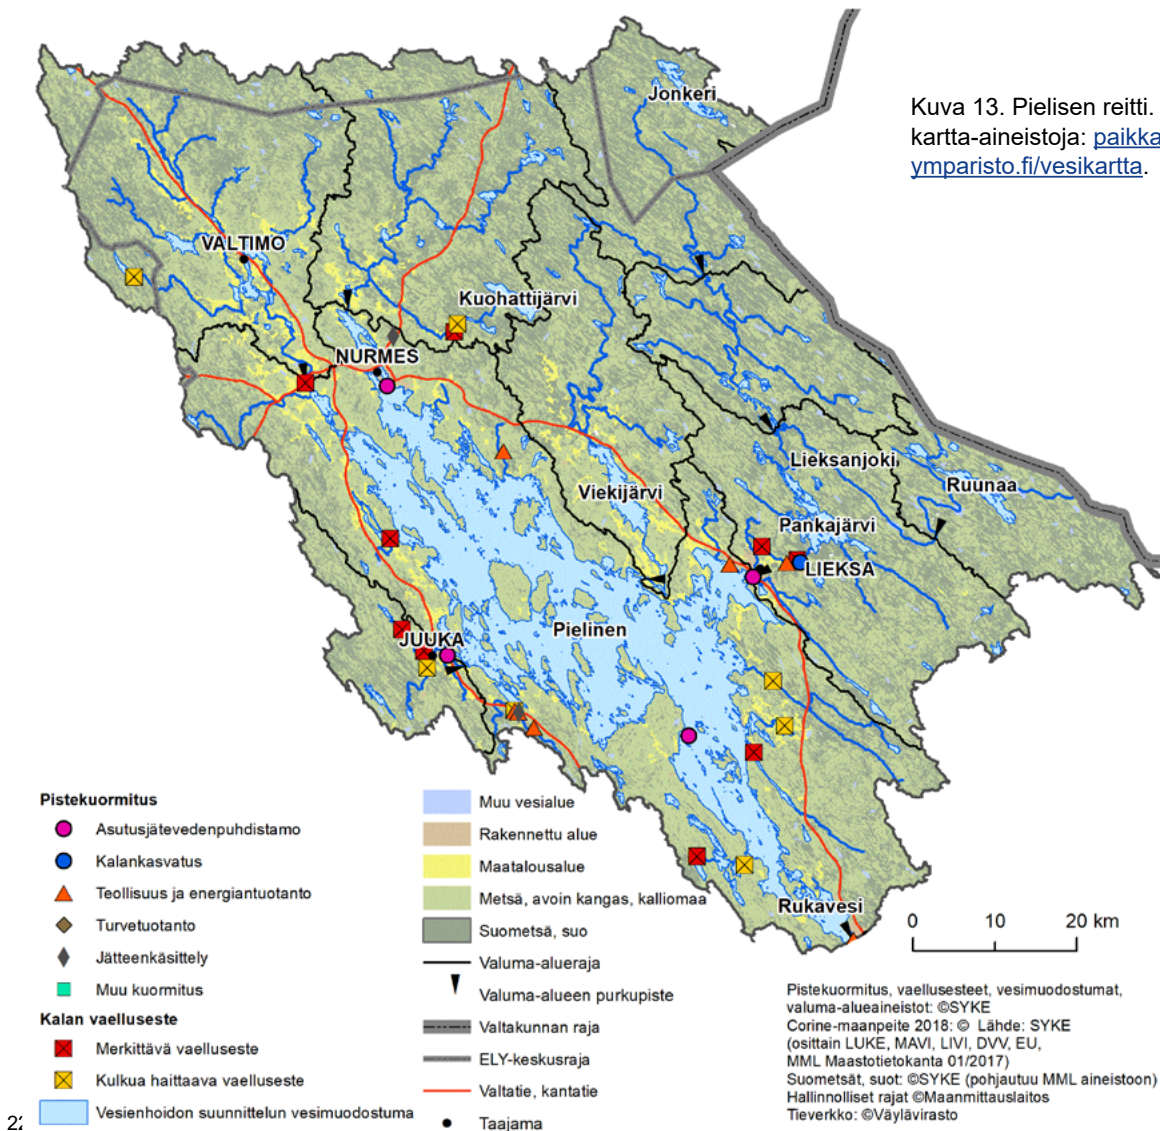 Kuva 13. Pielisen reitti.
kartta-aineistoja: paikka
ymparisto.fi/vesikartta.
Jonkeri
VALTIMO
Kuohattijärvi
NURMES
Viekijärvi
Lieksanjoki
Ruunaa
Pankajärvi
LIEKSA
Pielinen
JUUKA
Rukavesi
0 10 20 km
Pistekuormitus
Asutusjätevedenpuhdistamo
Kalankasvatus
Teollisuus ja energiantuotanto
Turvetuotanto
Jätteenkäsittely
Muu kuormitus
Kalan vaelluseste
Merkittävä vaelluseste
Kulkua haittaava vaelluseste
Vesienhoidon suunnittelun vesimuodostuma
Muu vesialue
Rakennettu alue
Maatalousalue
Metsä, avoin kangas, kalliomaa
Suometsä, suo
Valuma-alueraja
Valuma-alueen purkupiste
Valtakunnan raja
ELY-keskusraja
Valtatie, kantatie
Taajama
Pistekuormitus, vaellusesteet, vesimuodostumat,
valuma-alueaineistot: ©SYKE
Corine-maanpeite 2018: © Lähde: SYKE
(osittain LUKE, MAVI, LIVI, DVV, EU,
MML Maastotietokanta 01/2017)
Suometsät, suot: ©SYKE (pohjautuu MML aineistoon)
Hallinnolliset rajat ©Maanmittauslaitos
Tieverkko: ©Väylävirasto